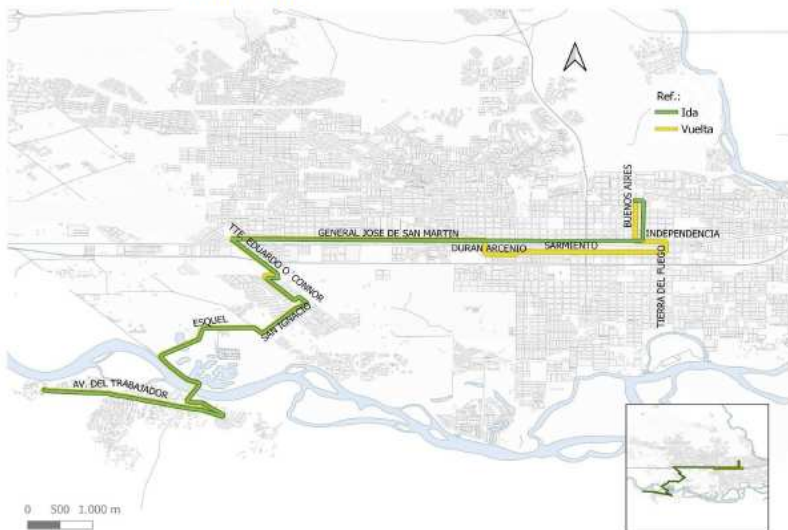 Ref.:
Ida
Vuelta
BUENOS AIRES
TTE. EDUARDO O' CONNOR
GENERAL JOSE DE SAN MARTIN
INDEPENDENCIA
DURAN ARCENIO
SARMIENTO
TIERRA DEL FUEGO
SAN IGNACIO
ESQUEL
AV. DEL TRABAJADOR
0 500 1.000 m